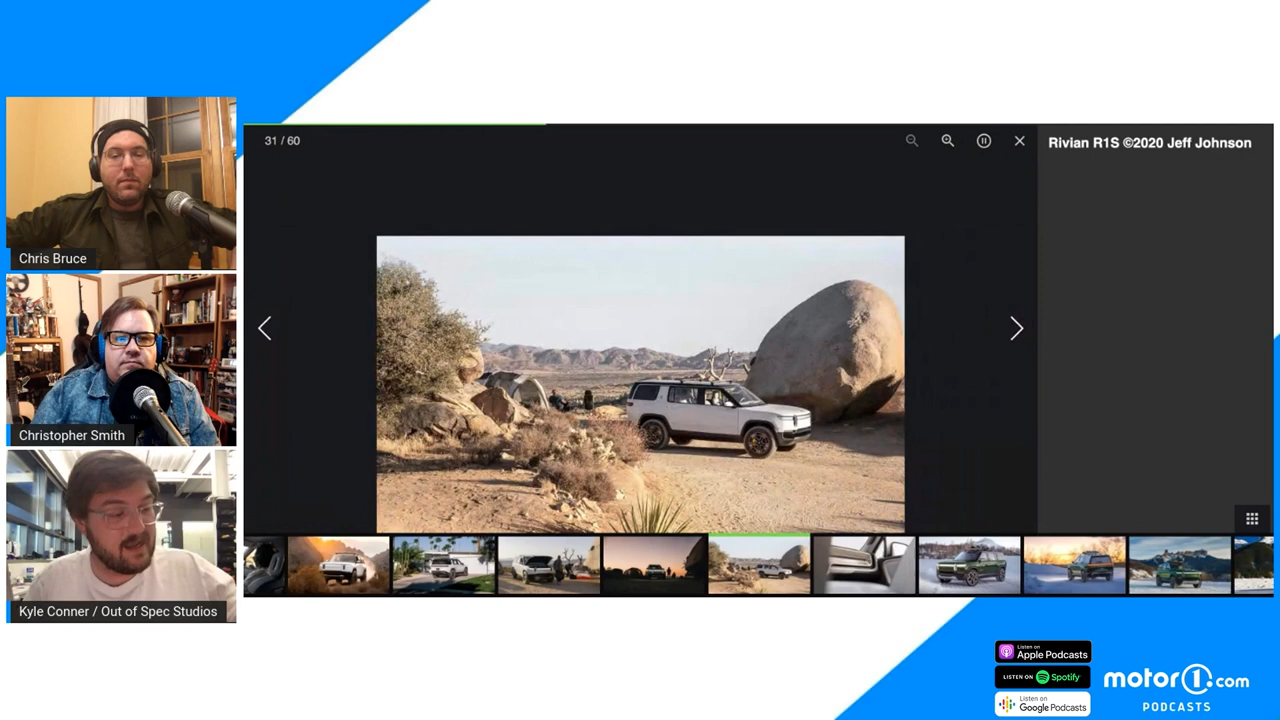 Chris Bruce
Christopher Smith
Kyle Conner / Out of Spec Studios
31 / 60
Rivian R1S ©2020 Jeff Johnson
Listen on
Apple Podcasts
LISTEN ON Spotify
Listen on
Google Podcasts
motor1.com
PODCASTS